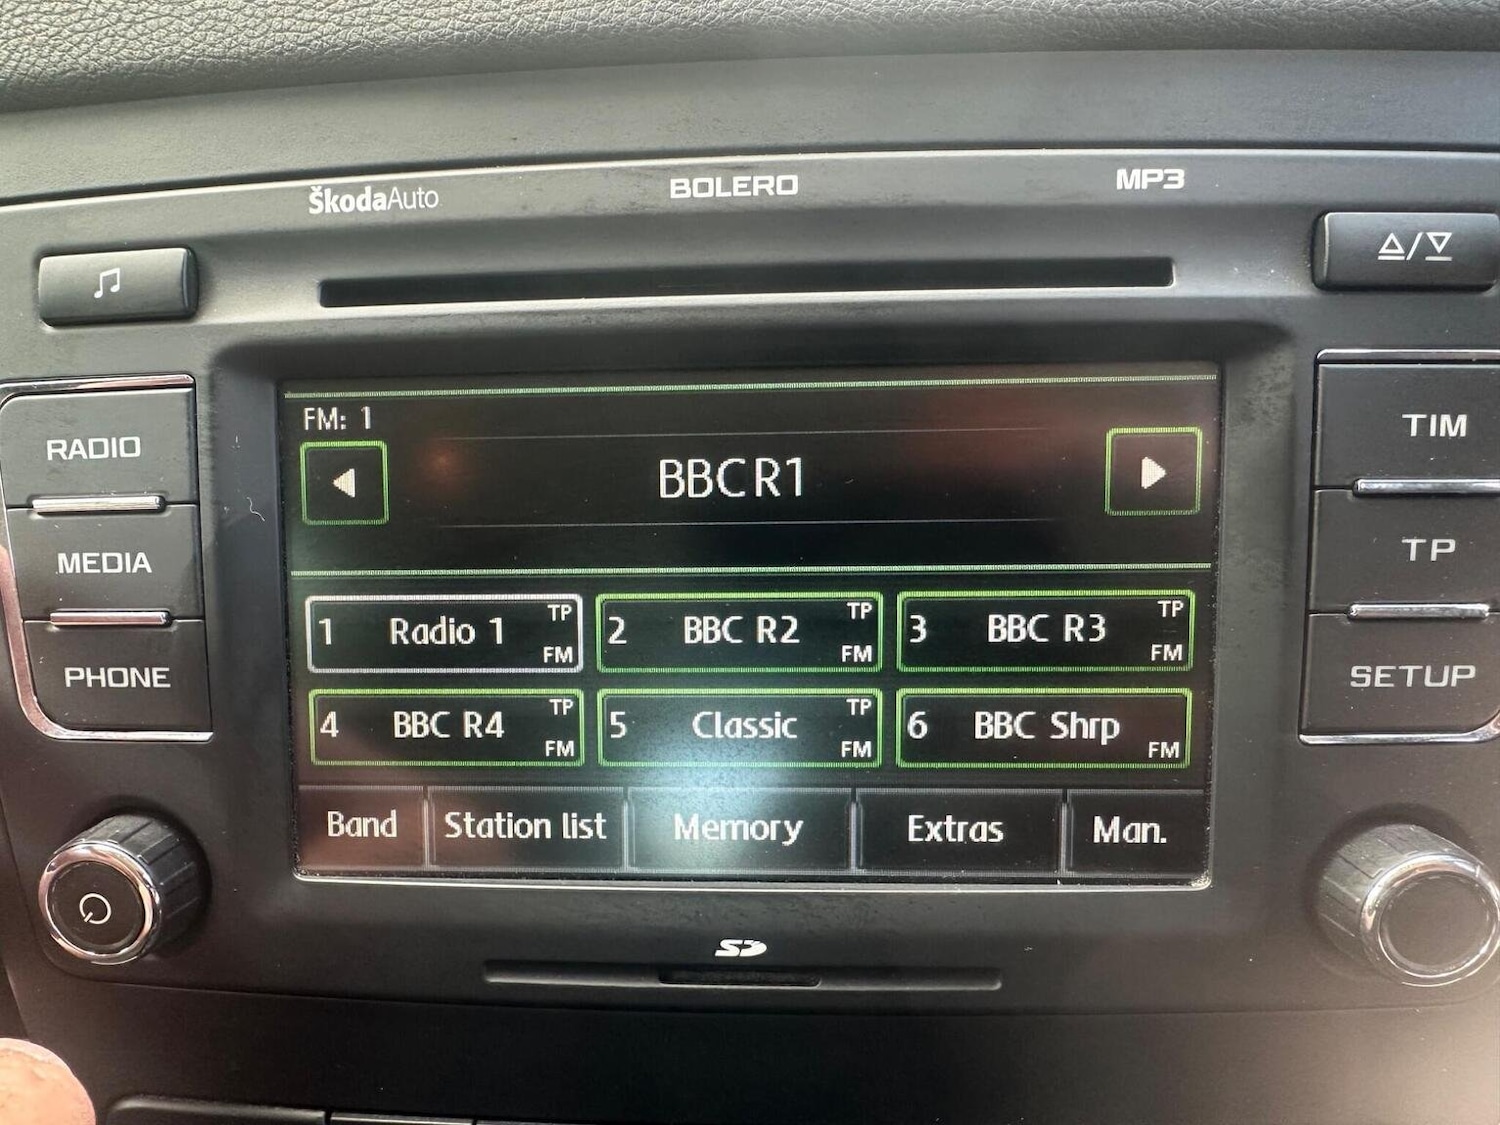 ŠkodaAuto BOLERO MP3
RADIO
MEDIA
PHONE
FM: 1
BBC R1
1 Radio 1 TP FM
2 BBC R2 TP FM
3 BBC R3 TP FM
4 BBC R4 TP FM
5 Classic TP FM
6 BBC Shrp FM
Band Station list Memory Extras Man.
TIM
TP
SETUP
SD